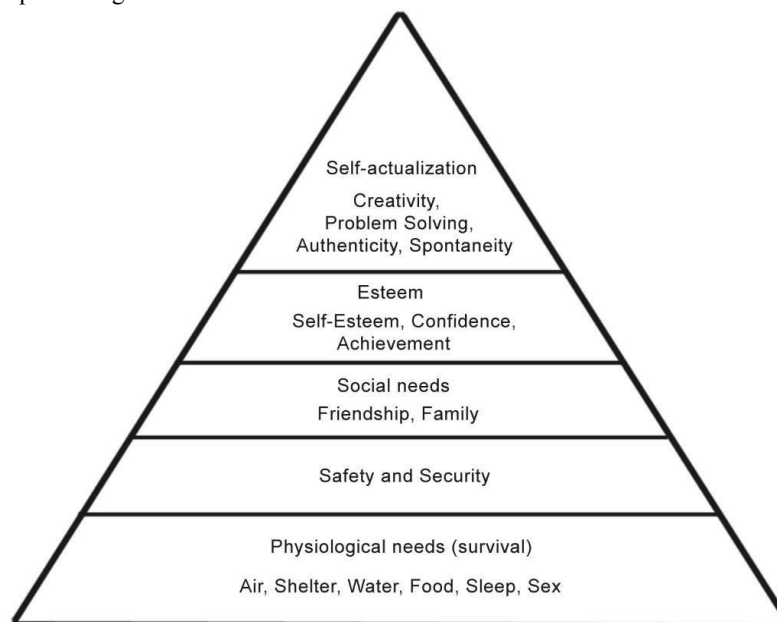 Self-actualization
Creativity,
Problem Solving,
Authenticity, Spontaneity
Esteem
Self-Esteem, Confidence,
Achievement
Social needs
Friendship, Family
Safety and Security
Physiological needs (survival)
Air, Shelter, Water, Food, Sleep, Sex